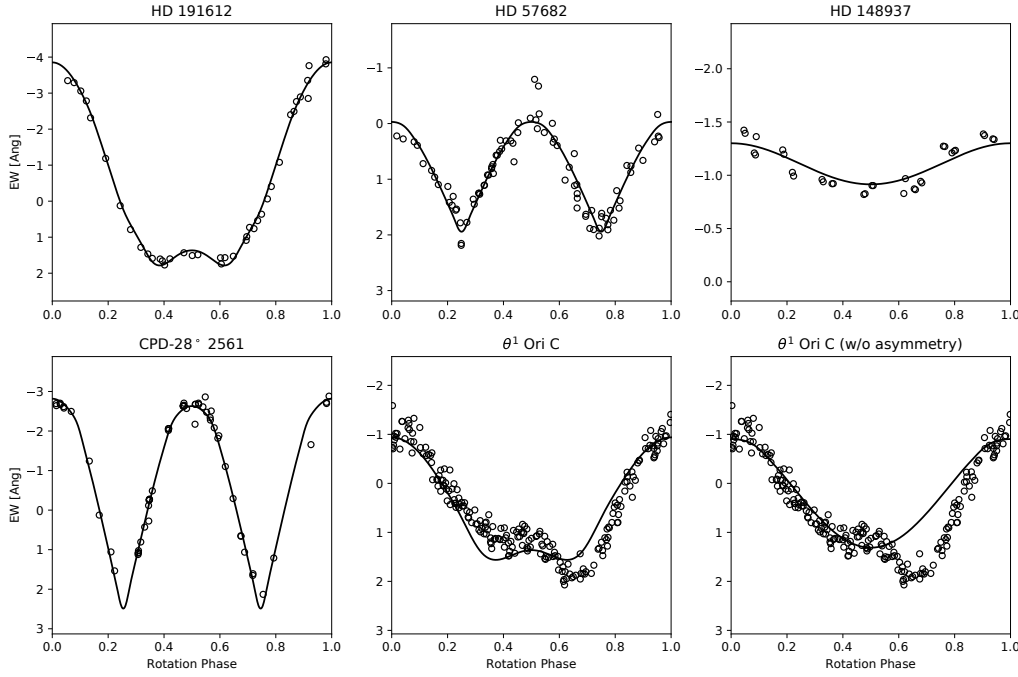 HD 191612
HD 57682
HD 148937
EW [Ang]
−4
−3
−2
−1
0
1
2
0.0 0.2 0.4 0.6 0.8 1.0
−1
0
1
2
3
0.0 0.2 0.4 0.6 0.8 1.0
−2.0
−1.5
−1.0
−0.5
0.0
0.0 0.2 0.4 0.6 0.8 1.0
CPD-28° 2561
θ¹ Ori C
θ¹ Ori C (w/o asymmetry)
EW [Ang]
−3
−2
−1
0
1
2
3
0.0 0.2 0.4 0.6 0.8 1.0
Rotation Phase
−2
−1
0
1
2
3
0.0 0.2 0.4 0.6 0.8 1.0
Rotation Phase
−2
−1
0
1
2
3
0.0 0.2 0.4 0.6 0.8 1.0
Rotation Phase